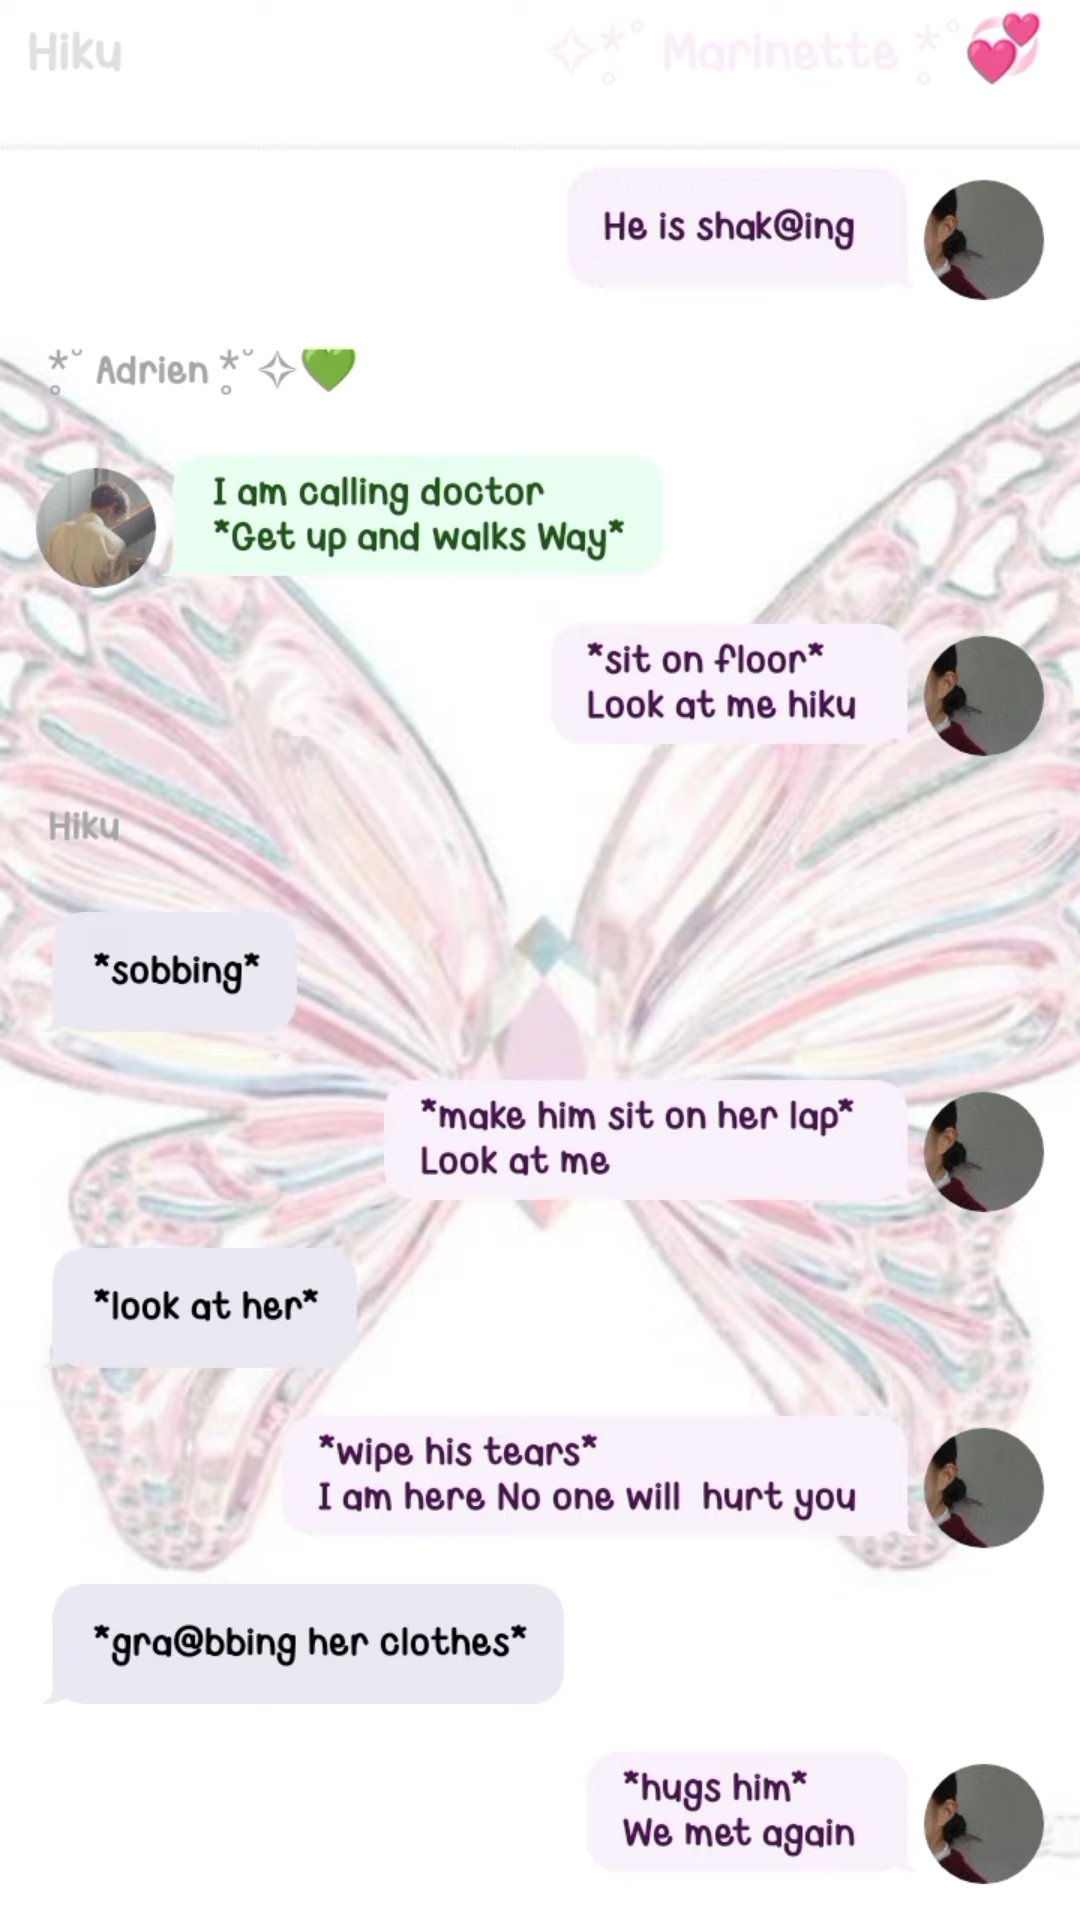 Hiku
Marinette
He is shak@ing
Adrien
I am calling doctor
*Get up and walks Way*
*sit on floor*
Look at me hiku
Hiku
*sobbing*
*make him sit on her lap*
Look at me
*look at her*
*wipe his tears*
I am here No one will hurt you
*gra@bbing her clothes*
*hugs him*
We met again